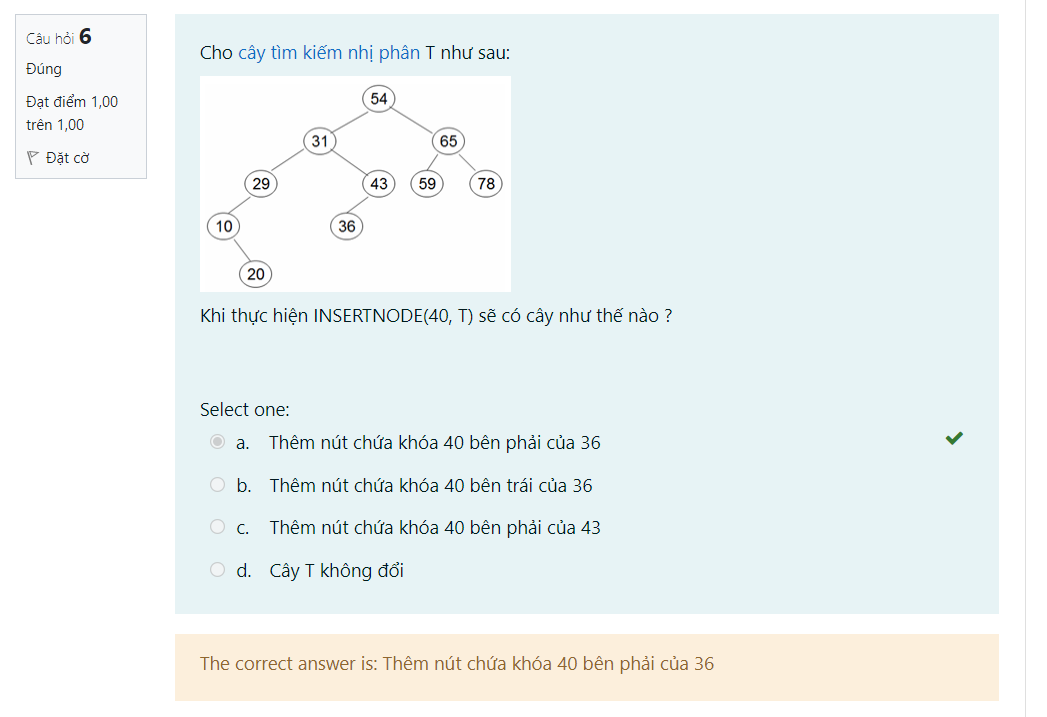 Câu hỏi 6
Đúng
Đạt điểm 1,00
trên 1,00
Đặt cờ
Cho cây tìm kiếm nhị phân T như sau:
54
31 65
29 43 59 78
10 36
20
Khi thực hiện INSERTNODE(40, T) sẽ có cây như thế nào ?
Select one:
a. Thêm nút chứa khóa 40 bên phải của 36
b. Thêm nút chứa khóa 40 bên trái của 36
c. Thêm nút chứa khóa 40 bên phải của 43
d. Cây T không đổi
The correct answer is: Thêm nút chứa khóa 40 bên phải của 36